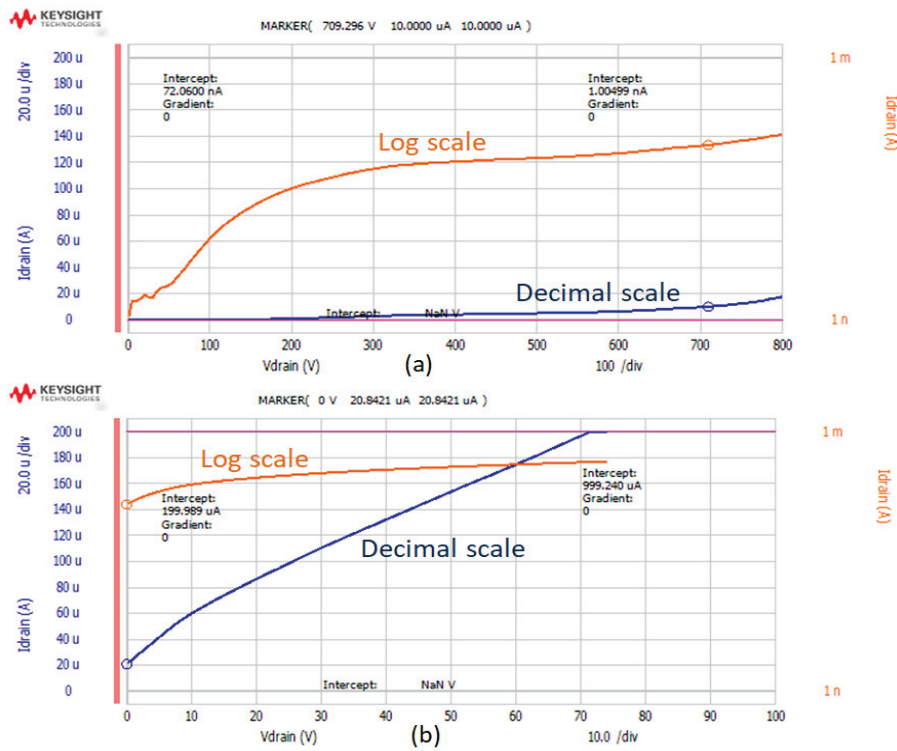 KEYSIGHT
TECHNOLOGIES
MARKER( 709.296 V 10.0000 uA 10.0000 uA )
20.0 u /div
Idrain (A)
200 u
180 u
160 u
140 u
120 u
100 u
80 u
60 u
40 u
20 u
0
Intercept:
72.0600 nA
Gradient:
0
Intercept:
1.00499 nA
Gradient:
0
Log scale
Decimal scale
Intercept: NaN V
1 m
Idrain (A)
1 n
0 100 200 300 400 500 600 700 800
Vdrain (V) 100 /div
(a)
KEYSIGHT
TECHNOLOGIES
MARKER( 0 V 20.8421 uA 20.8421 uA )
20.0 u /div
Idrain (A)
200 u
180 u
160 u
140 u
120 u
100 u
80 u
60 u
40 u
20 u
0
Log scale
Intercept:
199.989 uA
Gradient:
0
Intercept:
999.240 uA
Gradient:
0
Decimal scale
Intercept: NaN V
1 m
Idrain (A)
1 n
0 10 20 30 40 50 60 70 80 90 100
Vdrain (V) 10.0 /div
(b)